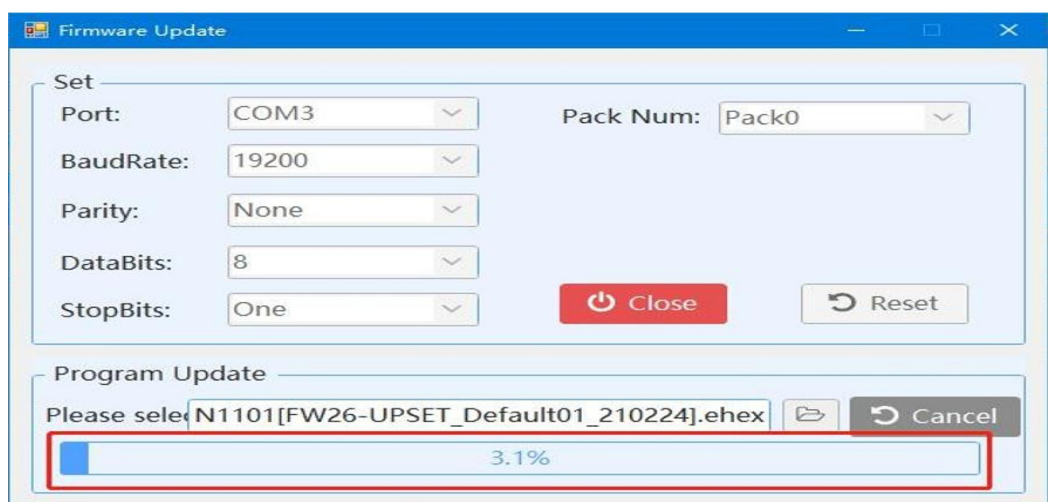 Firmware Update
Set
Port: COM3 Pack Num: Pack0
BaudRate: 19200
Parity: None
DataBits: 8
StopBits: One Close Reset
Program Update
Please selec N1101[FW26-UPSET_Default01_210224].ehex Cancel
3.1%